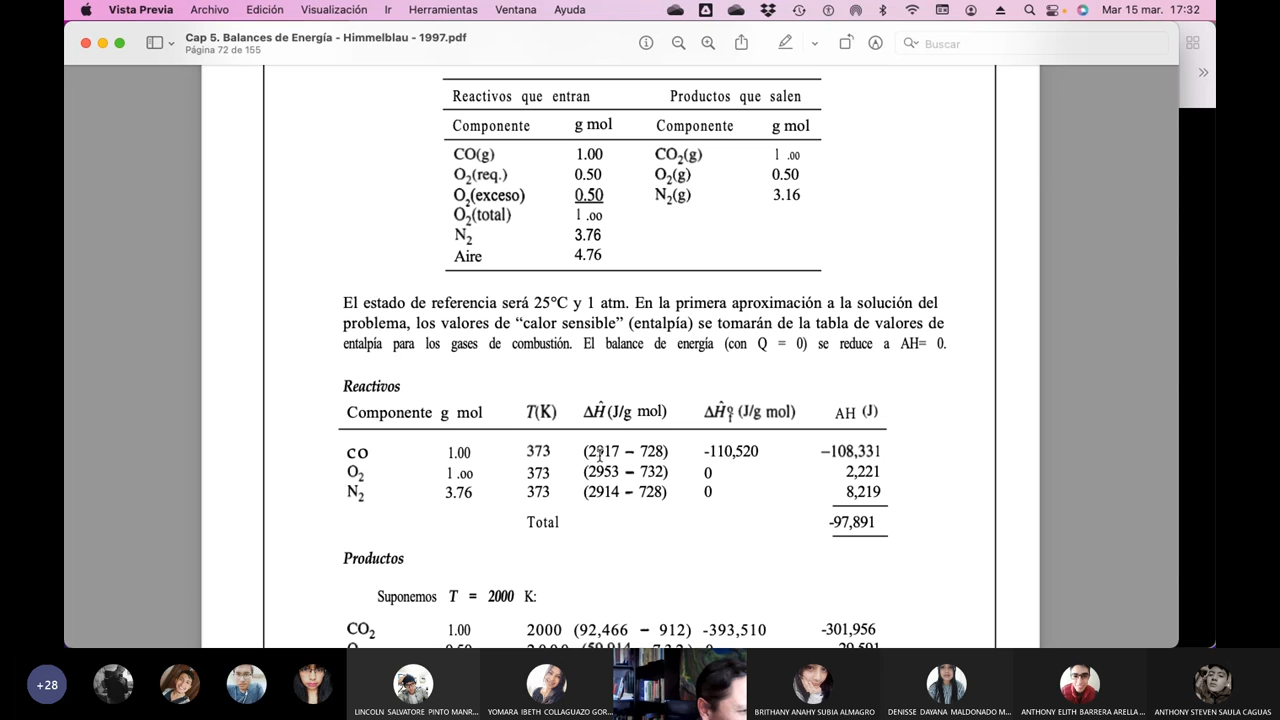 Vista Previa Archivo Edición Visualización Ir Herramientas Ventana Ayuda Mar 15 mar. 17:32
Cap 5. Balances de Energía - Himmelblau - 1997.pdf
Página 72 de 155
Buscar
Reactivos que entran Productos que salen
Componente g mol Componente g mol
CO(g) 1.00 CO₂(g) 1 .oo
O₂(req.) 0.50 O₂(g) 0.50
O₂(exceso) 0.50 N₂(g) 3.16
O₂(total) 1 .oo
N₂ 3.76
Aire 4.76
El estado de referencia será 25°C y 1 atm. En la primera aproximación a la solución del
problema, los valores de “calor sensible” (entalpía) se tomarán de la tabla de valores de
entalpía para los gases de combustión. El balance de energía (con Q = 0) se reduce a AH= 0.
Reactivos
Componente g mol T(K) ΔĤ (J/g mol) ΔĤ°f (J/g mol) AH (J)
CO 1.00 373 (2917 – 728) -110,520 –108,331
O₂ 1 .oo 373 (2953 – 732) 0 2,221
N₂ 3.76 373 (2914 – 728) 0 8,219
Total -97,891
Productos
Suponemos T = 2000 K:
CO₂ 1.00 2000 (92,466 – 912) -393,510 -301,956
+28
LINCOLN SALVATORE PINTO MANR... YOMARA IBETH COLLAGUAZO GOR... BRITHANY ANAHY SUBIA ALMAGRO DENISSE DAYANA MALDONADO M... ANTHONY ELITH BARRERA ARELLA ... ANTHONY STEVEN SAULA CAGUAS